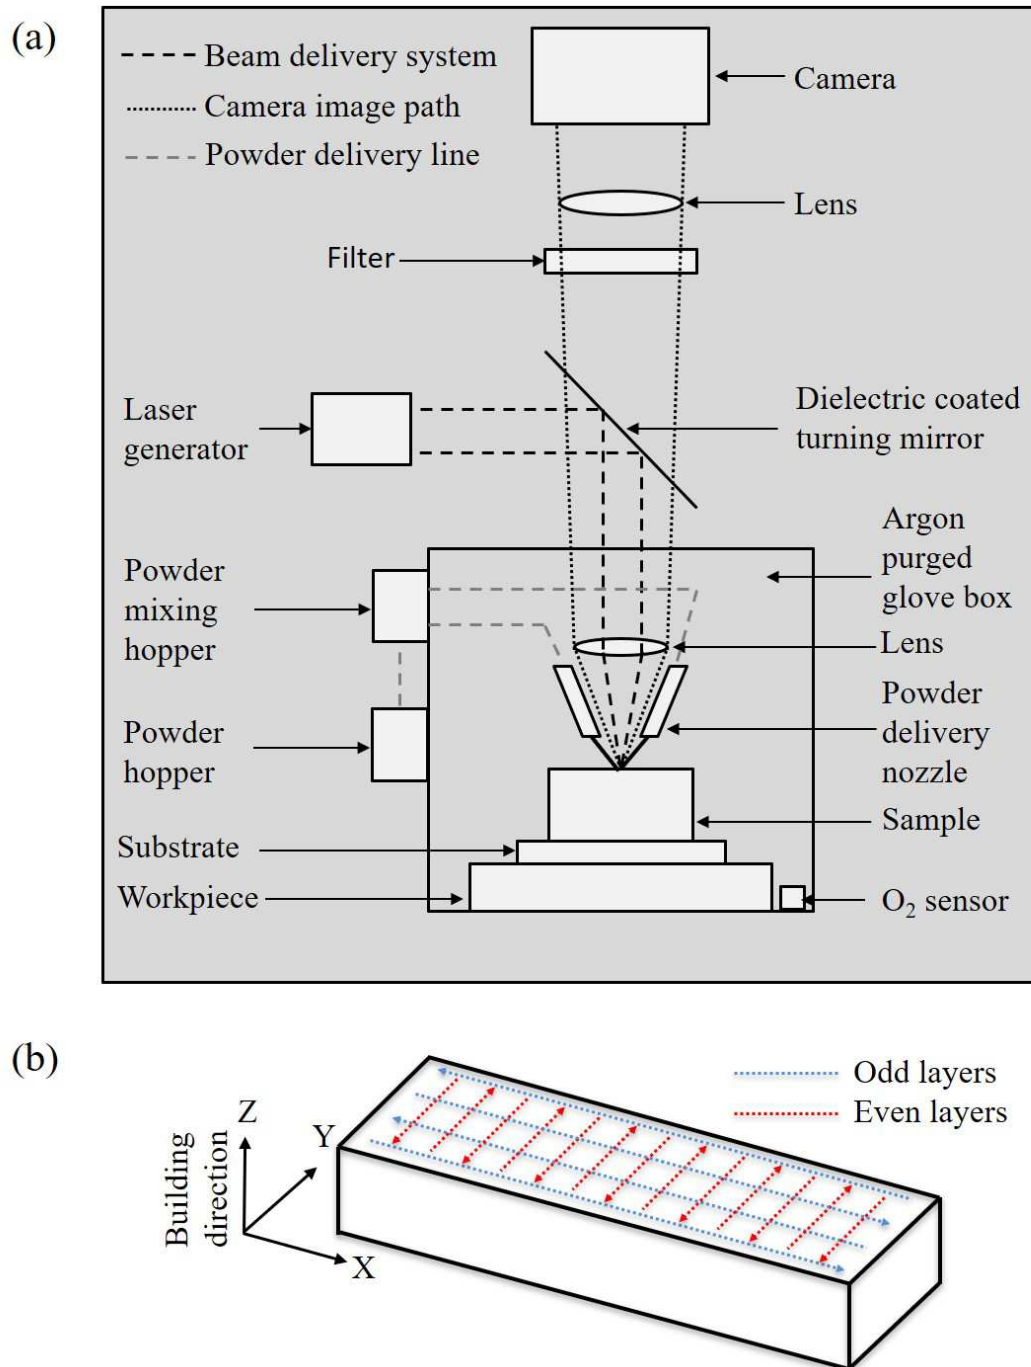 (a)
Beam delivery system
Camera image path
Powder delivery line
Camera
Lens
Filter
Laser
generator
Dielectric coated
turning mirror
Argon
purged
glove box
Powder
mixing
hopper
Lens
Powder
delivery
nozzle
Powder
hopper
Sample
Substrate
Workpiece
O₂ sensor
(b)
Odd layers
Even layers
Z
Y
X
Building
direction